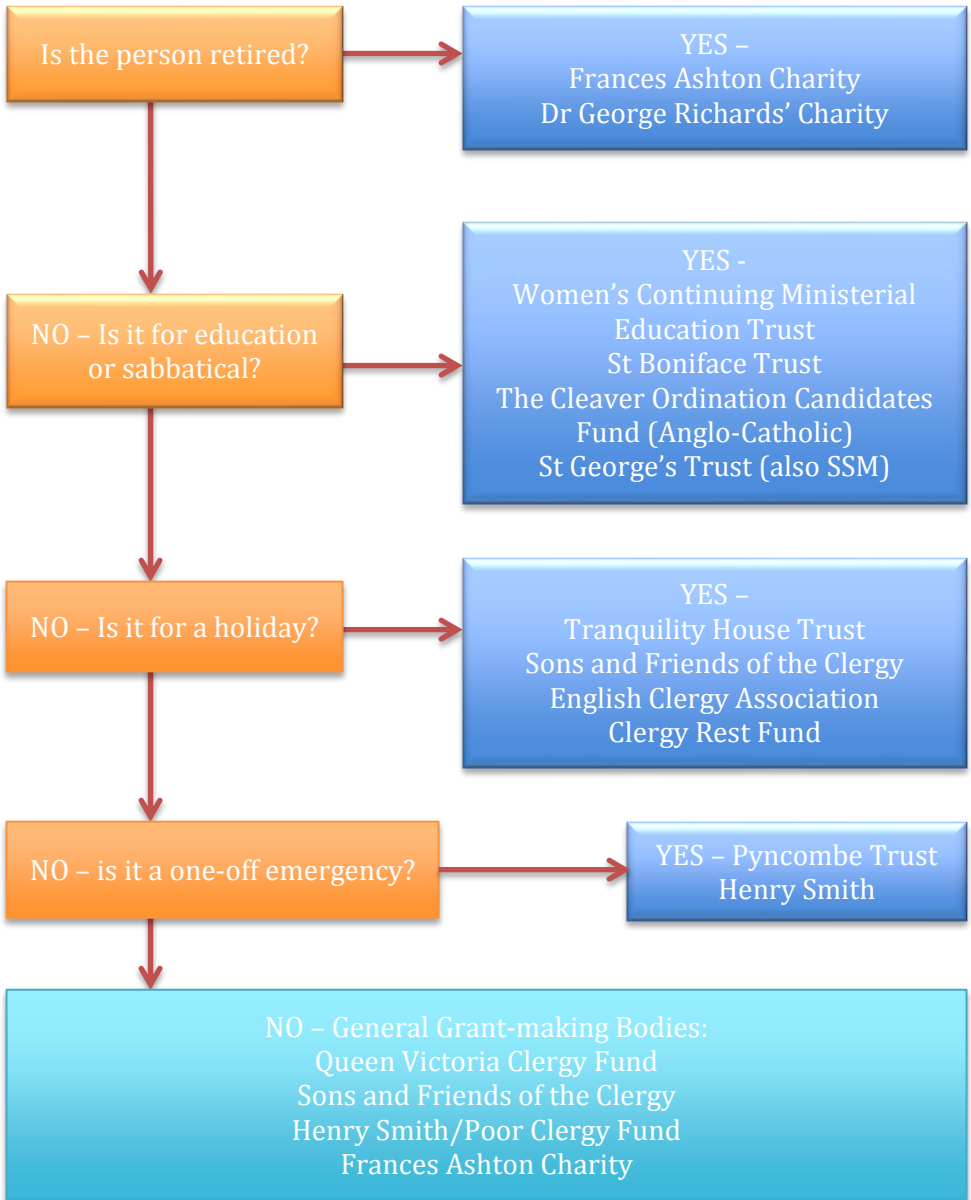 Is the person retired?
YES –
Frances Ashton Charity
Dr George Richards’ Charity
NO – Is it for education
or sabbatical?
YES -
Women’s Continuing Ministerial
Education Trust
St Boniface Trust
The Cleaver Ordination Candidates
Fund (Anglo-Catholic)
St George’s Trust (also SSM)
NO – Is it for a holiday?
YES –
Tranquility House Trust
Sons and Friends of the Clergy
English Clergy Association
Clergy Rest Fund
NO – is it a one-off emergency?
YES – Pyncombe Trust
Henry Smith
NO – General Grant-making Bodies:
Queen Victoria Clergy Fund
Sons and Friends of the Clergy
Henry Smith/Poor Clergy Fund
Frances Ashton Charity